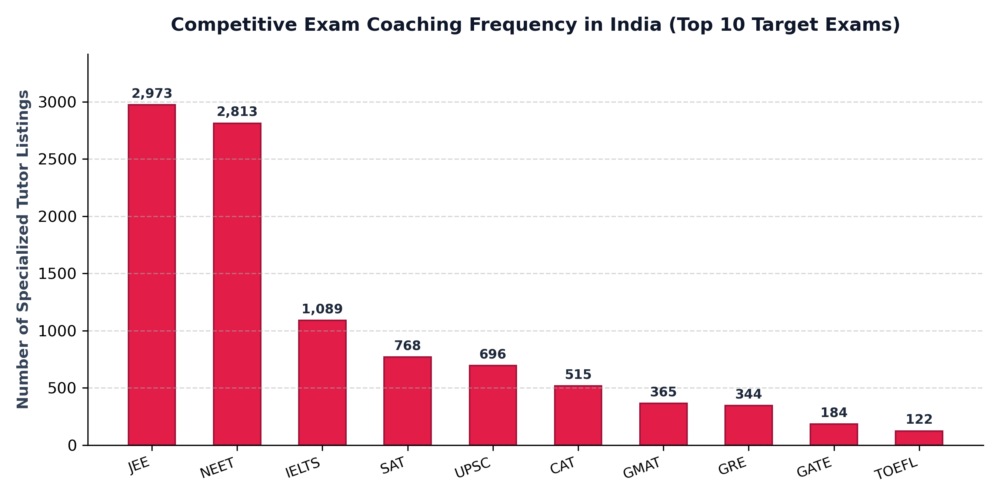 Competitive Exam Coaching Frequency in India (Top 10 Target Exams)
Number of Specialized Tutor Listings
3000
2500
2000
1500
1000
500
0
2,973
2,813
1,089
768
696
515
365
344
184
122
JEE
NEET
IELTS
SAT
UPSC
CAT
GMAT
GRE
GATE
TOEFL